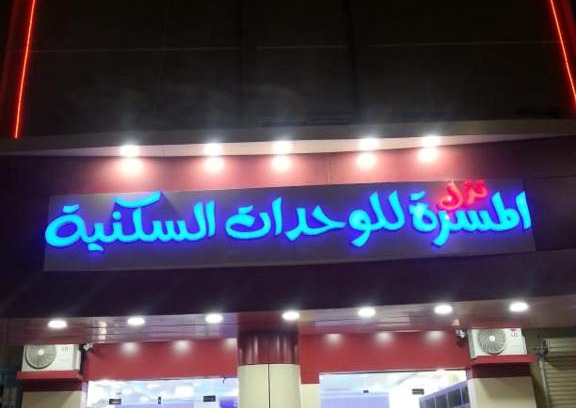 نزل
المسرة للوحدات السكنية